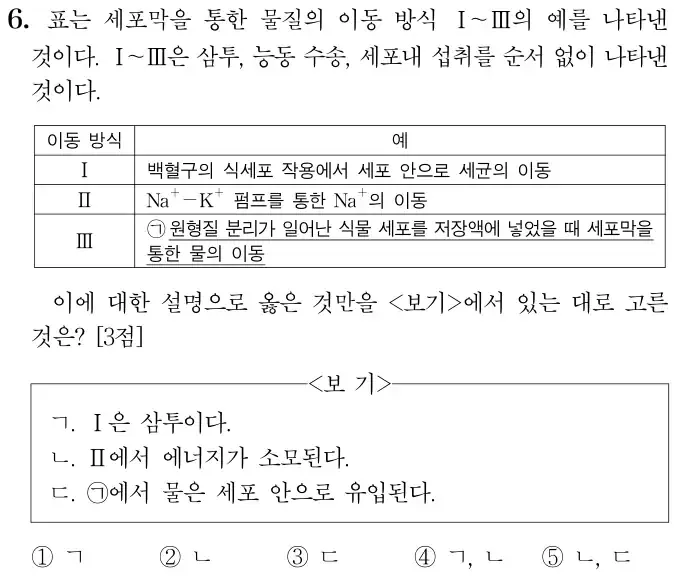 6. 표는 세포막을 통한 물질의 이동 방식 Ⅰ~Ⅲ의 예를 나타낸
것이다. Ⅰ~Ⅲ은 삼투, 능동 수송, 세포내 섭취를 순서 없이 나타낸
것이다.
이동 방식 예
Ⅰ 백혈구의 식세포 작용에서 세포 안으로 세균의 이동
Ⅱ Na⁺-K⁺ 펌프를 통한 Na⁺의 이동
Ⅲ ㉠원형질 분리가 일어난 식물 세포를 저장액에 넣었을 때 세포막을
통한 물의 이동
이에 대한 설명으로 옳은 것만을 <보기>에서 있는 대로 고른
것은? [3점]
<보 기>
ㄱ. Ⅰ은 삼투이다.
ㄴ. Ⅱ에서 에너지가 소모된다.
ㄷ. ㉠에서 물은 세포 안으로 유입된다.
① ㄱ ② ㄴ ③ ㄷ ④ ㄱ, ㄴ ⑤ ㄴ, ㄷ